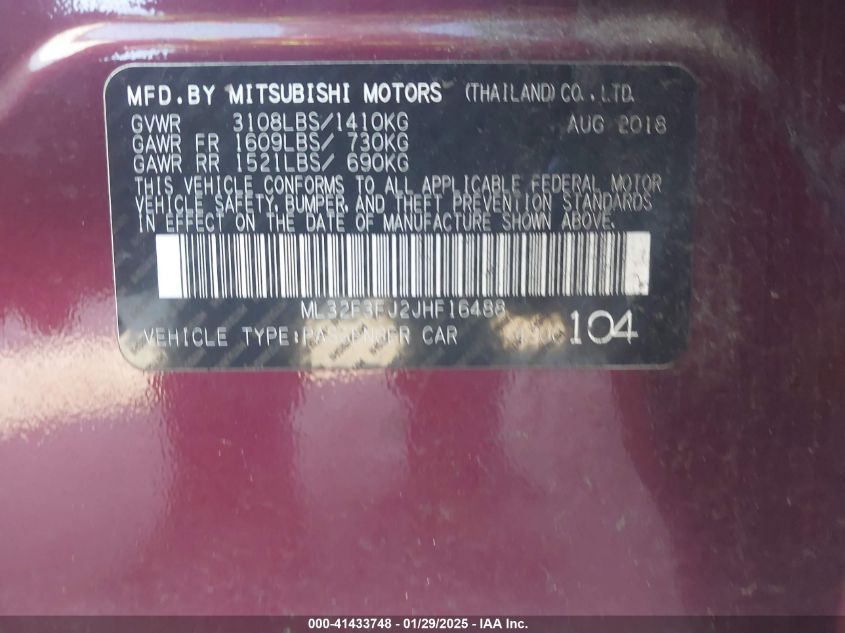 MFD.BY MITSUBISHI MOTORS (THAILAND) CO.,LTD.
GVWR 3108LBS/1410KG AUG 2018
GAWR FR 1609LBS/ 730KG
GAWR RR 1521LBS/ 690KG
THIS VEHICLE CONFORMS TO ALL APPLICABLE FEDERAL MOTOR
VEHICLE SAFETY, BUMPER, AND THEFT PREVENTION STANDARDS
IN EFFECT ON THE DATE OF MANUFACTURE SHOWN ABOVE.
ML32F3FJ2JHF16488
VEHICLE TYPE:PASSENGER CAR 104
000-41433748 - 01/29/2025 - IAA Inc.